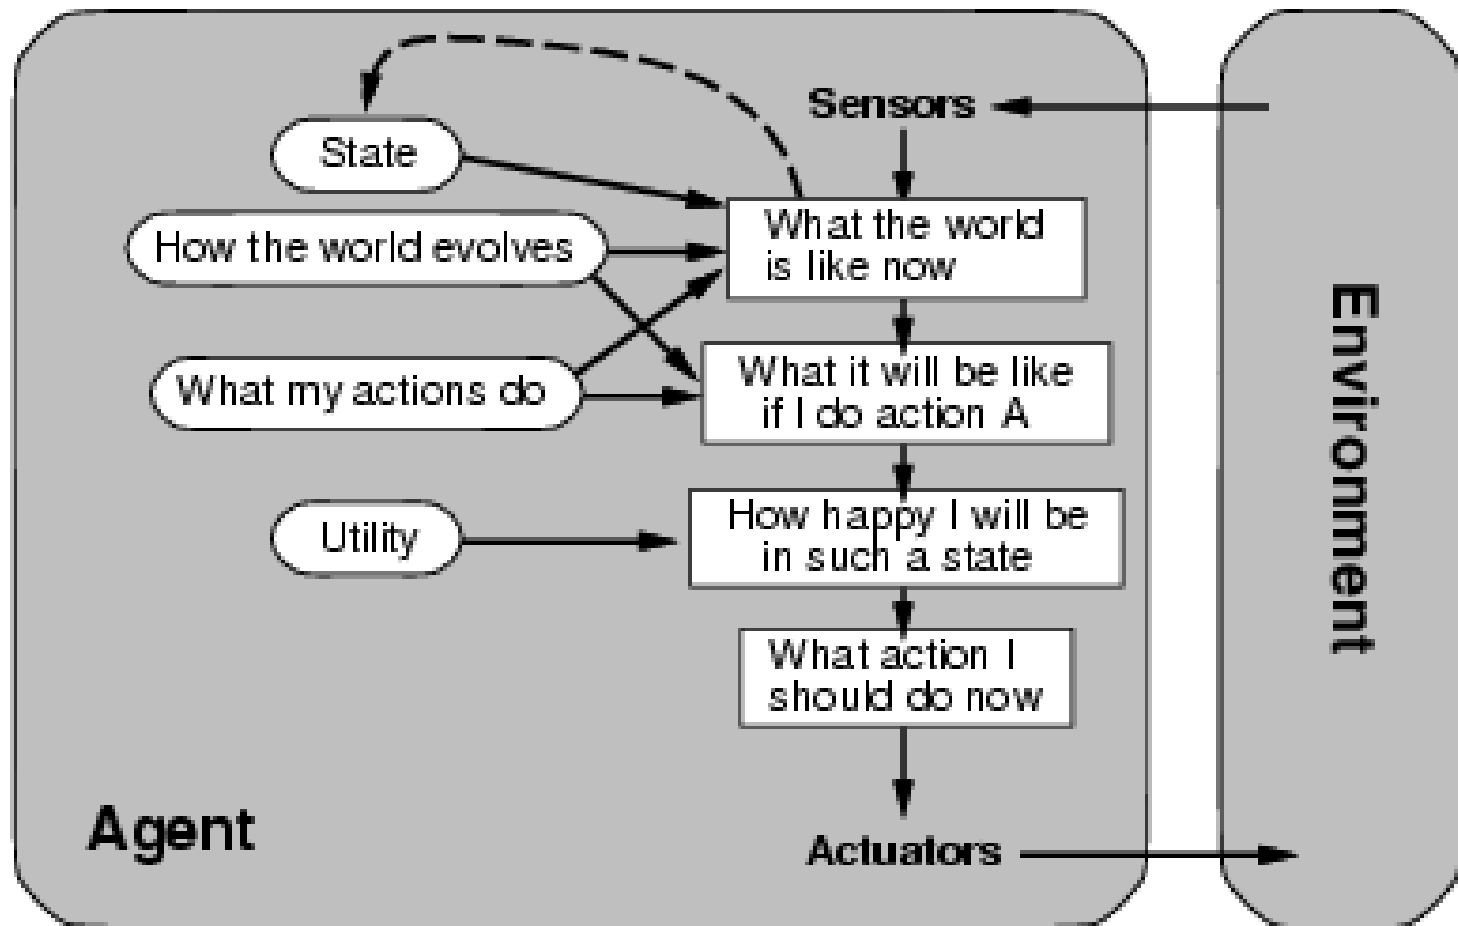 Sensors
State
What the world
is like now
How the world evolves
What my actions do
What it will be like
if I do action A
Utility
How happy I will be
in such a state
What action I
should do now
Agent
Actuators
Environment